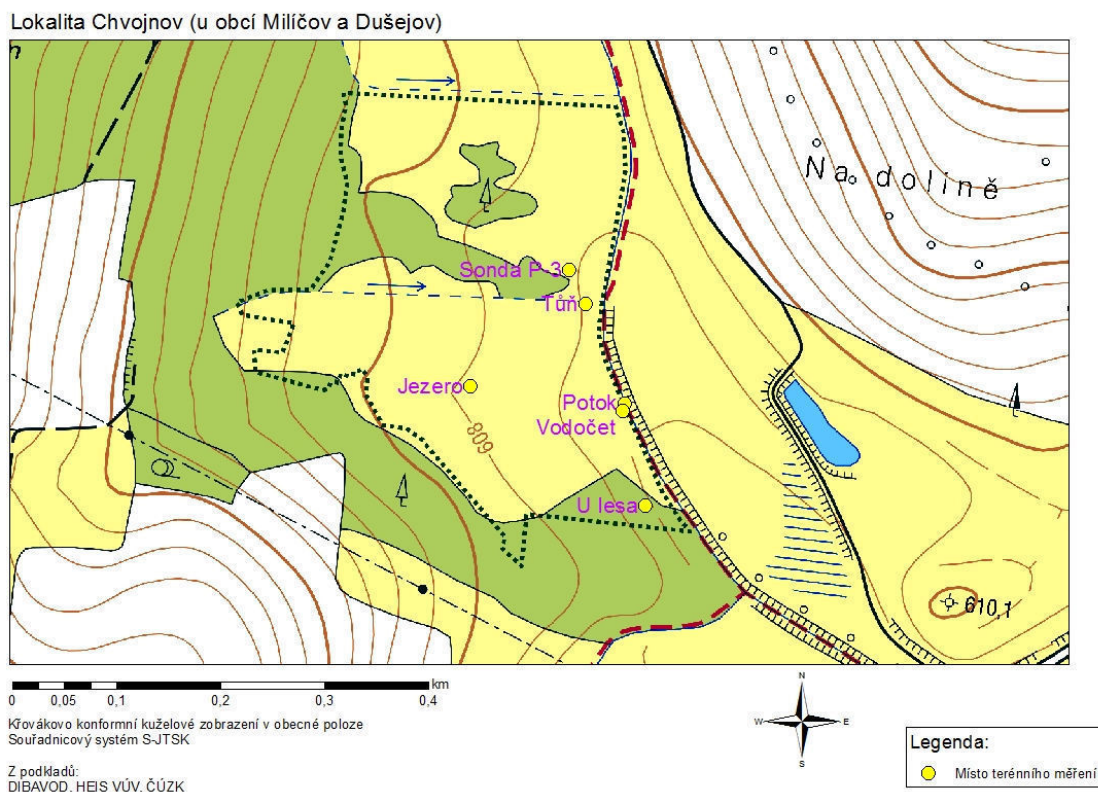 Lokalita Chvojnov (u obcí Milíčov a Dušejov)
n
Na dolíně
Sonda P-3
Tůň
Jezero
Potok
Vodočet
608
U lesa
610,1
km
0 0,05 0,1 0,2 0,3 0,4
Křovákovo konformní kuželové zobrazení v obecné poloze
Souřadnicový systém S-JTSK
Z podkladů:
DIBAVOD, HEIS VÚV, ČÚZK
N
W E
S
Legenda:
Místo terénního měření